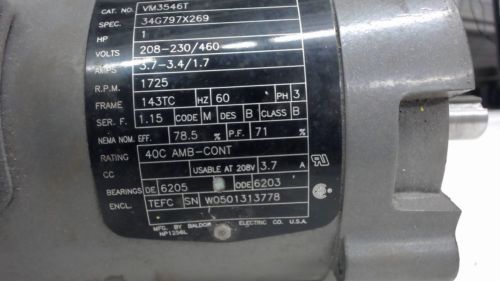 CAT. NO. VM3546T
SPEC. 34G797X269
HP 1
VOLTS 208-230/460
AMPS 3.7-3.4/1.7
R.P.M. 1725
FRAME 143TC HZ 60 PH 3
SER. F. 1.15 CODE M DES B CLASS B
NEMA NOM. EFF. 78.5 % P.F. 71 %
RATING 40C AMB-CONT
CC USABLE AT 208V 3.7 A
BEARINGS DE 6205 ODE 6203
ENCL. TEFC SN W0501313778
MFG. BY BALDOR ELECTRIC CO. U.S.A.
NP1256L